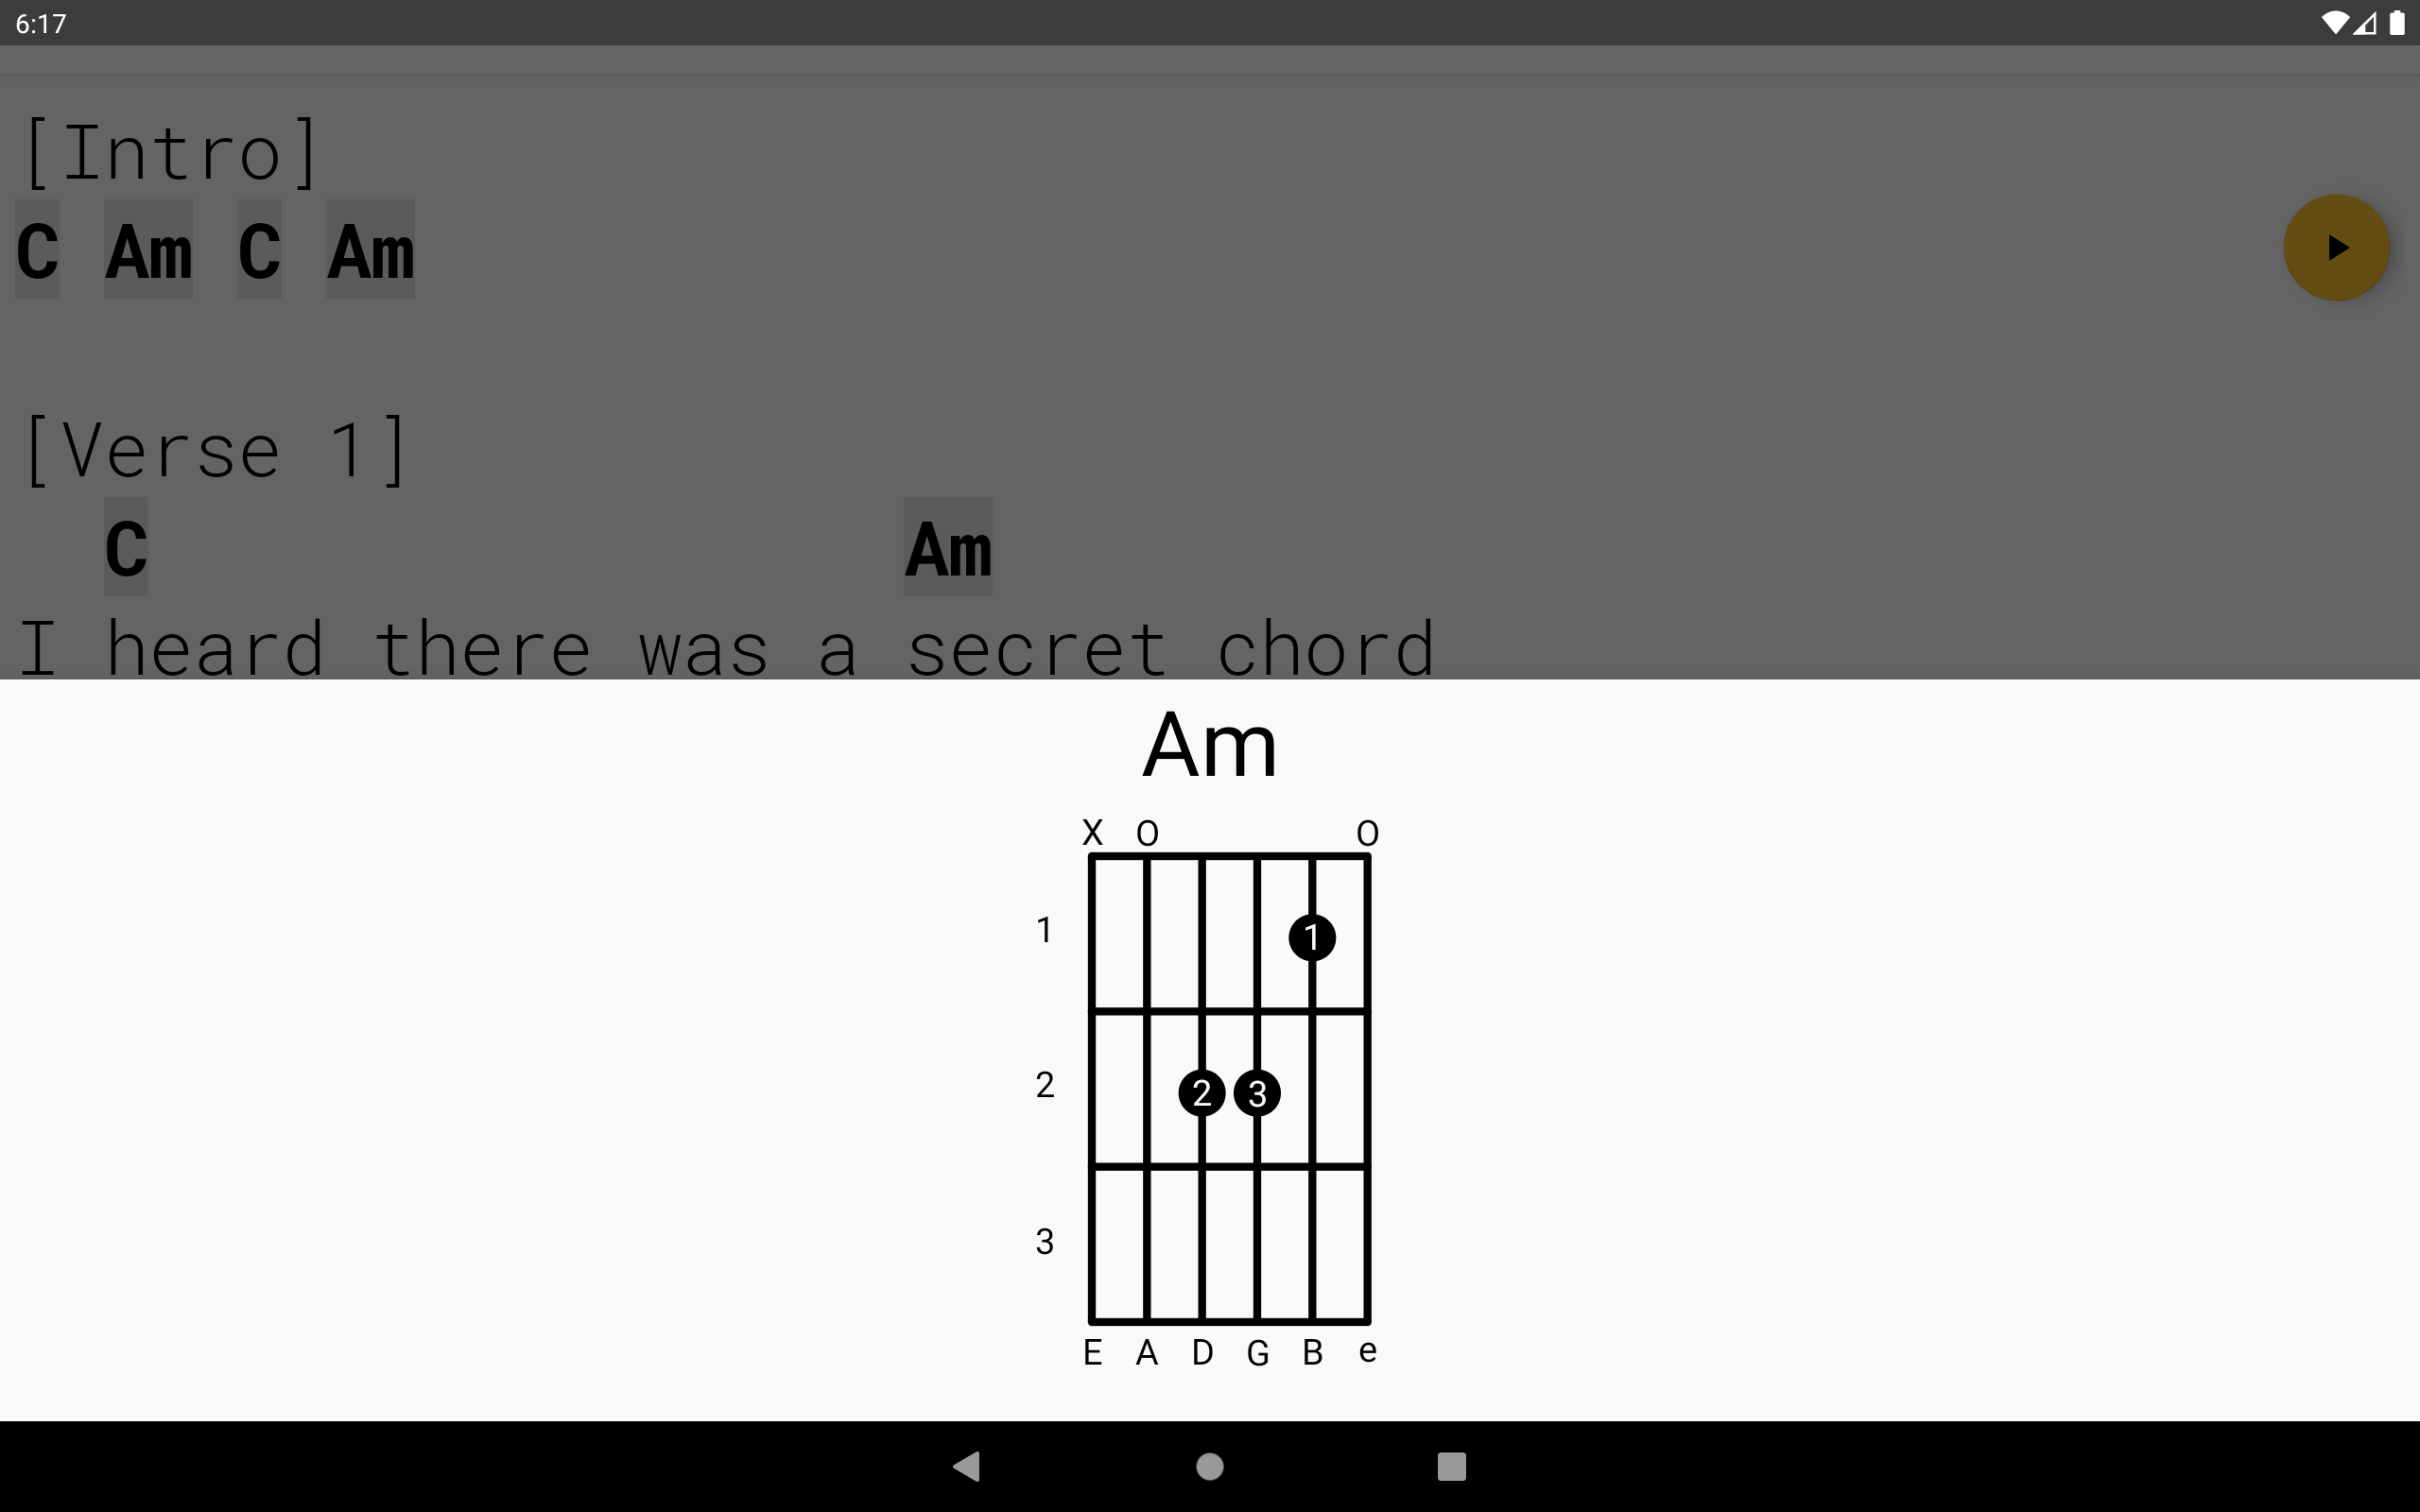 6:17
[Intro]
C Am C Am
[Verse 1]
C Am
I heard there was a secret chord
Am
X O O
1
1
2
2 3
3
E A D G B e